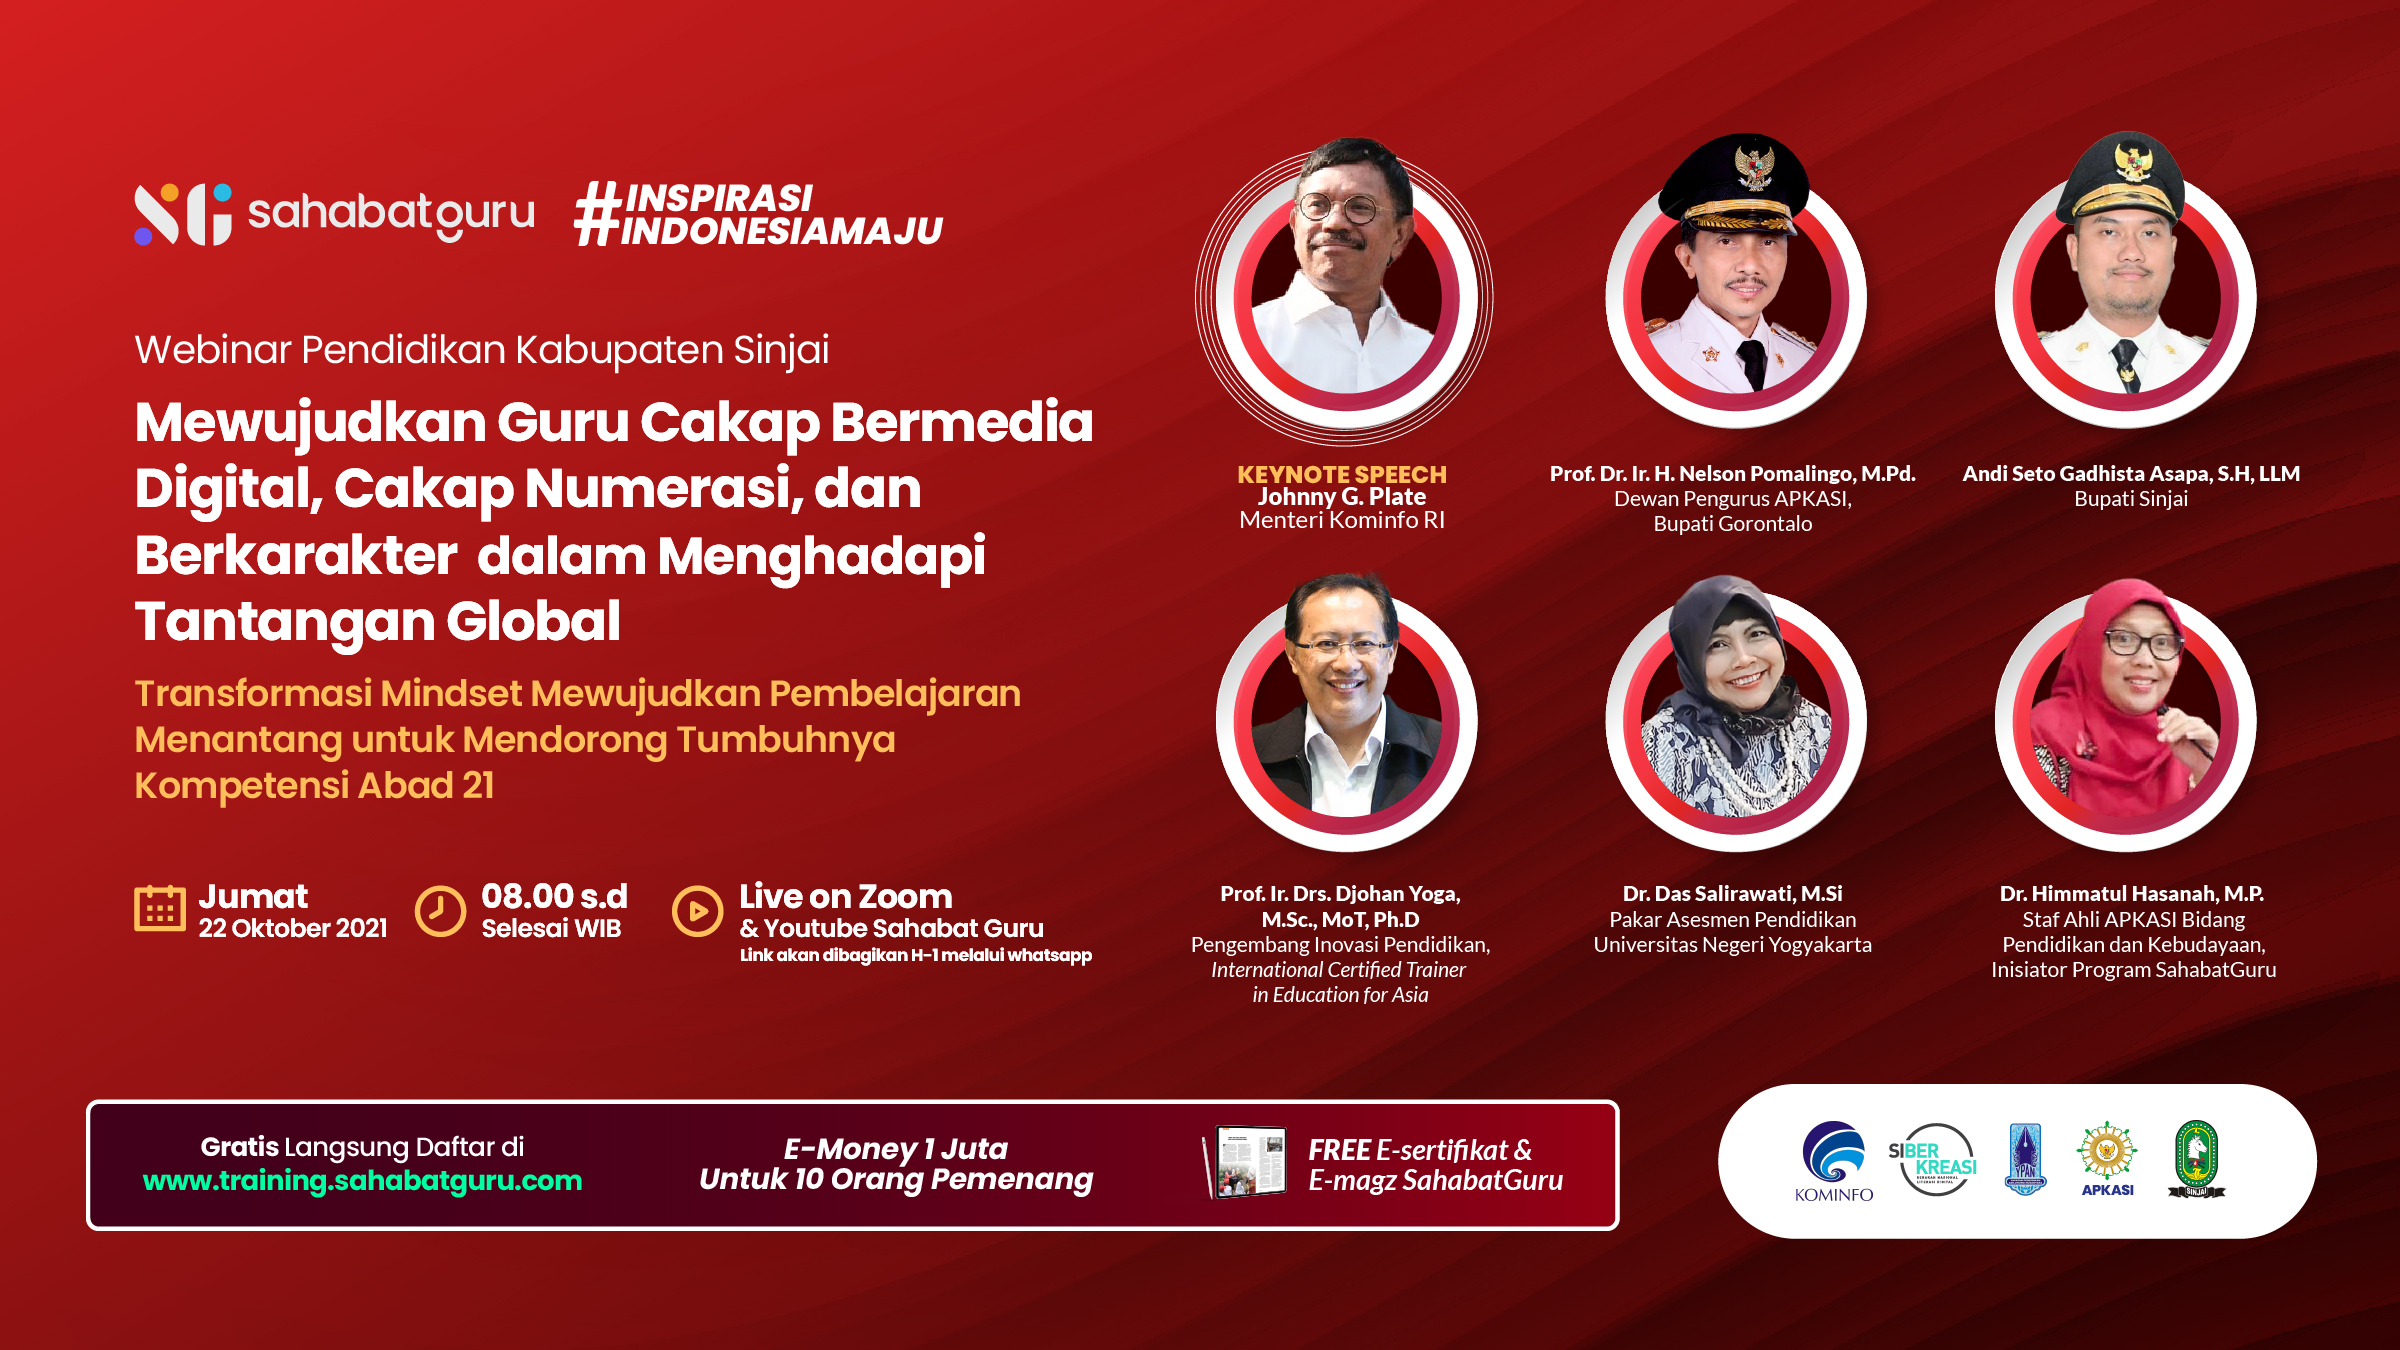 sahabatguru
#INSPIRASI
INDONESIAMAJU
Webinar Pendidikan Kabupaten Sinjai
Mewujudkan Guru Cakap Bermedia
Digital, Cakap Numerasi, dan
Berkarakter dalam Menghadapi
Tantangan Global
Transformasi Mindset Mewujudkan Pembelajaran
Menantang untuk Mendorong Tumbuhnya
Kompetensi Abad 21
Jumat
22 Oktober 2021
08.00 s.d
Selesai WIB
Live on Zoom
& Youtube Sahabat Guru
Link akan dibagikan H-1 melalui whatsapp
KEYNOTE SPEECH
Johnny G. Plate
Menteri Kominfo RI
Prof. Dr. Ir. H. Nelson Pomalingo, M.Pd.
Dewan Pengurus APKASI,
Bupati Gorontalo
Andi Seto Gadhista Asapa, S.H, LLM
Bupati Sinjai
Prof. Ir. Drs. Djohan Yoga,
M.Sc., MoT, Ph.D
Pengembang Inovasi Pendidikan,
International Certified Trainer
in Education for Asia
Dr. Das Salirawati, M.Si
Pakar Asesmen Pendidikan
Universitas Negeri Yogyakarta
Dr. Himmatul Hasanah, M.P.
Staf Ahli APKASI Bidang
Pendidikan dan Kebudayaan,
Inisiator Program SahabatGuru
Gratis Langsung Daftar di
www.training.sahabatguru.com
E-Money 1 Juta
Untuk 10 Orang Pemenang
FREE E-sertifikat &
E-magz SahabatGuru
KOMINFO
SIBER
KREASI
GERAKAN NASIONAL
LITERASI DIGITAL
YPAN
APKASI
SINJAI